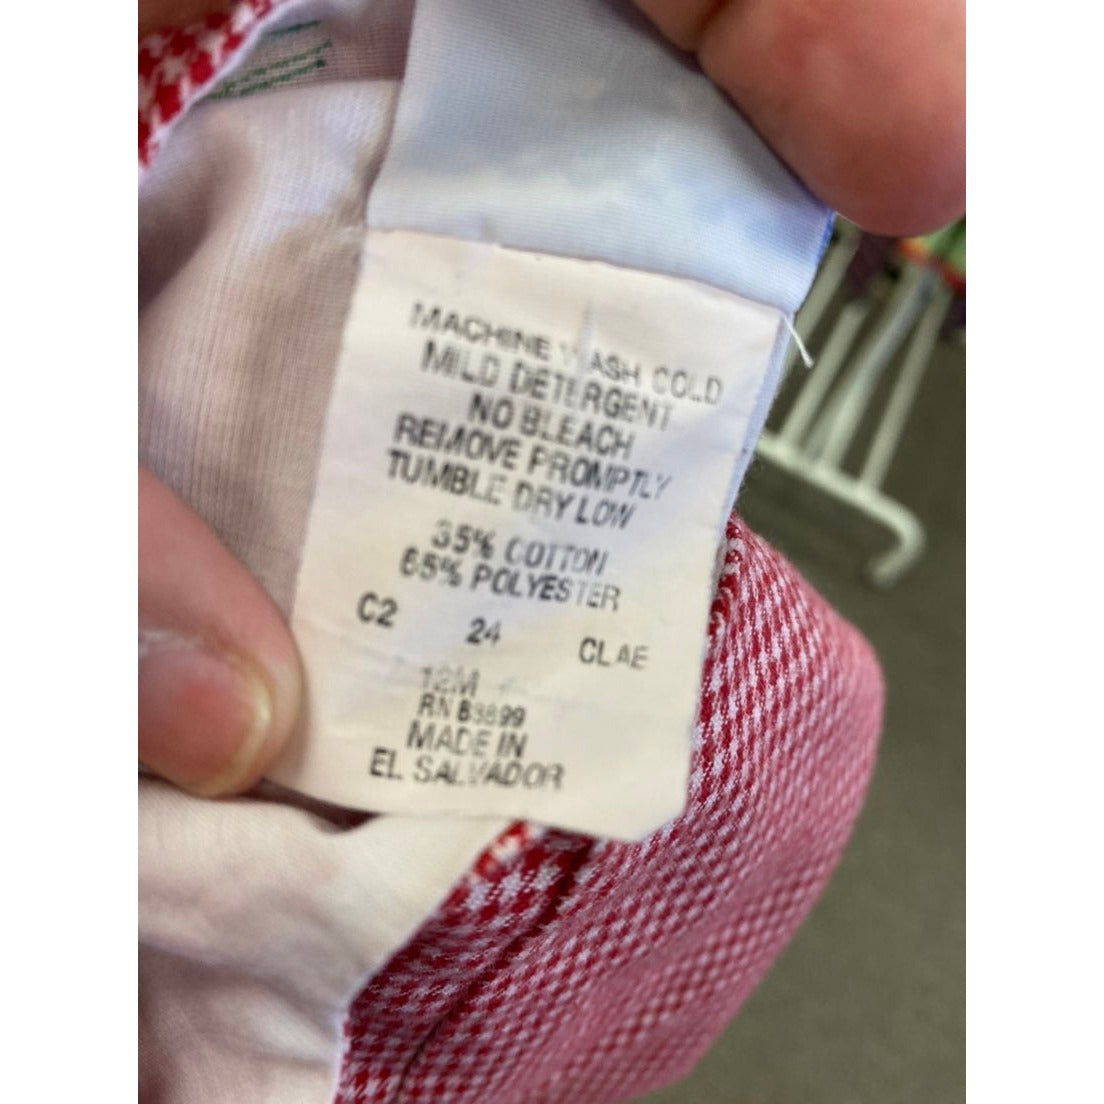 MACHINE WASH COLD
MILD DETERGENT
NO BLEACH
REMOVE PROMPTLY
TUMBLE DRY LOW
35% COTTON
65% POLYESTER
C2 24 CLAE
12M
RN
MADE IN
EL SALVADOR